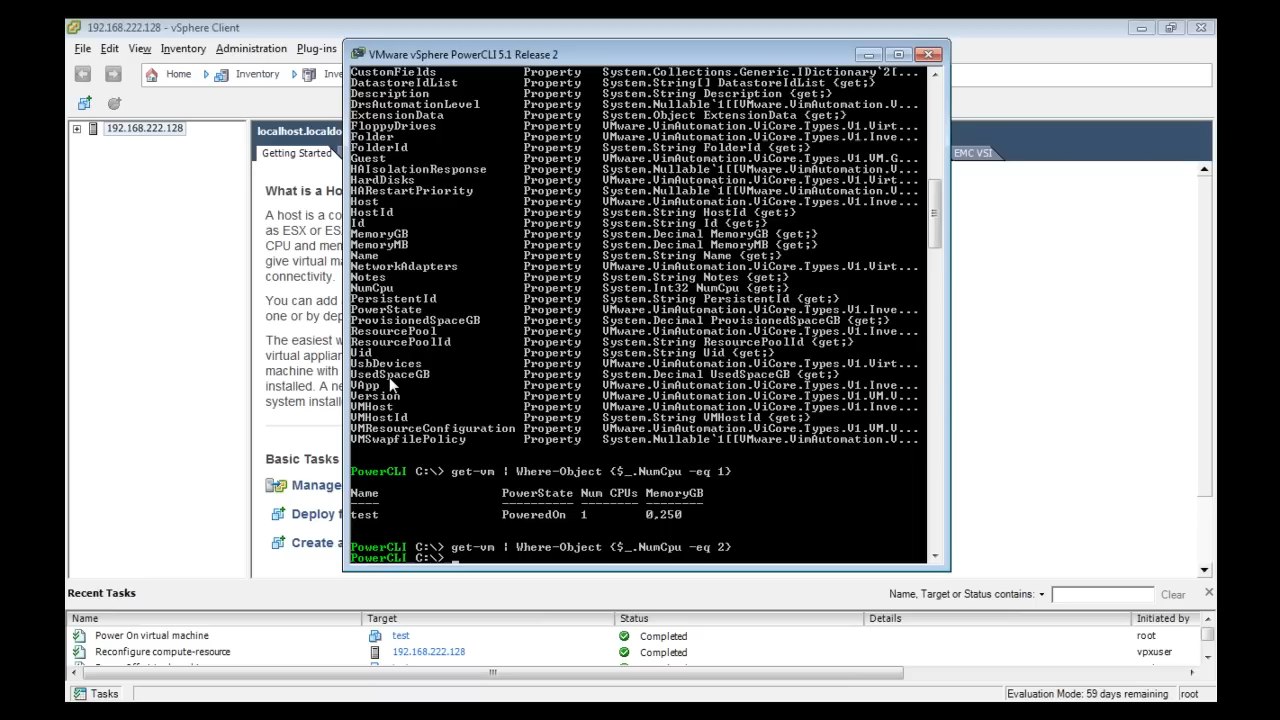 192.168.222.128 - vSphere Client
File Edit View Inventory Administration Plug-ins
Home Inventory
192.168.222.128
Getting Started
EMC VSI
What is a Ho
A host is a co
as ESX or ES
CPU and mem
give virtual m
connectivity.
You can add
one or by dep
The easiest w
virtual applian
machine with
installed. A ne
system install
Basic Tasks
Manage
Deploy f
Create a
VMware vSphere PowerCLI 5.1 Release 2
CustomFields Property System.Collections.Generic.IDictionary`2[...
DatastoreIdList Property System.String[] DatastoreIdList {get;}
Description Property System.String Description {get;}
DrsAutomationLevel Property System.Nullable`1[[VMware.VimAutomation.V...
ExtensionData Property System.Object ExtensionData {get;}
FloppyDrives Property VMware.VimAutomation.ViCore.Types.V1.Virt...
Folder Property VMware.VimAutomation.ViCore.Types.V1.Inve...
FolderId Property System.String FolderId {get;}
Guest Property VMware.VimAutomation.ViCore.Types.V1.VM.G...
HAIsolationResponse Property System.Nullable`1[[VMware.VimAutomation.V...
HardDisks Property VMware.VimAutomation.ViCore.Types.V1.Virt...
HARestartPriority Property System.Nullable`1[[VMware.VimAutomation.V...
Host Property VMware.VimAutomation.ViCore.Types.V1.Inve...
HostId Property System.String HostId {get;}
Id Property System.String Id {get;}
MemoryGB Property System.Decimal MemoryGB {get;}
MemoryMB Property System.Decimal MemoryMB {get;}
Name Property System.String Name {get;}
NetworkAdapters Property VMware.VimAutomation.ViCore.Types.V1.Virt...
Notes Property System.String Notes {get;}
NumCpu Property System.Int32 NumCpu {get;}
PersistentId Property System.String PersistentId {get;}
PowerState Property VMware.VimAutomation.ViCore.Types.V1.Inve...
ProvisionedSpaceGB Property System.Decimal ProvisionedSpaceGB {get;}
ResourcePool Property VMware.VimAutomation.ViCore.Types.V1.Inve...
ResourcePoolId Property System.String ResourcePoolId {get;}
Uid Property System.String Uid {get;}
UsbDevices Property VMware.VimAutomation.ViCore.Types.V1.Virt...
UsedSpaceGB Property System.Decimal UsedSpaceGB {get;}
VApp Property VMware.VimAutomation.ViCore.Types.V1.Inve...
Version Property VMware.VimAutomation.ViCore.Types.V1.VM.V...
VMHost Property VMware.VimAutomation.ViCore.Types.V1.Inve...
VMHostId Property System.String VMHostId {get;}
VMResourceConfiguration Property VMware.VimAutomation.ViCore.Types.V1.VM.V...
VMSwapfilePolicy Property System.Nullable`1[[VMware.VimAutomation.V...
PowerCLI C:\> get-vm | Where-Object {$_.NumCpu -eq 1}
Name PowerState Num CPUs MemoryGB
---- ---------- -------- --------
test PoweredOn 1 0,250
PowerCLI C:\> get-vm | Where-Object {$_.NumCpu -eq 2}
PowerCLI C:\> _
Recent Tasks
Name, Target or Status contains: Clear
Name Target Status Details Initiated by
Power On virtual machine test Completed root
Reconfigure compute-resource 192.168.222.128 Completed vpxuser
Tasks Evaluation Mode: 59 days remaining root